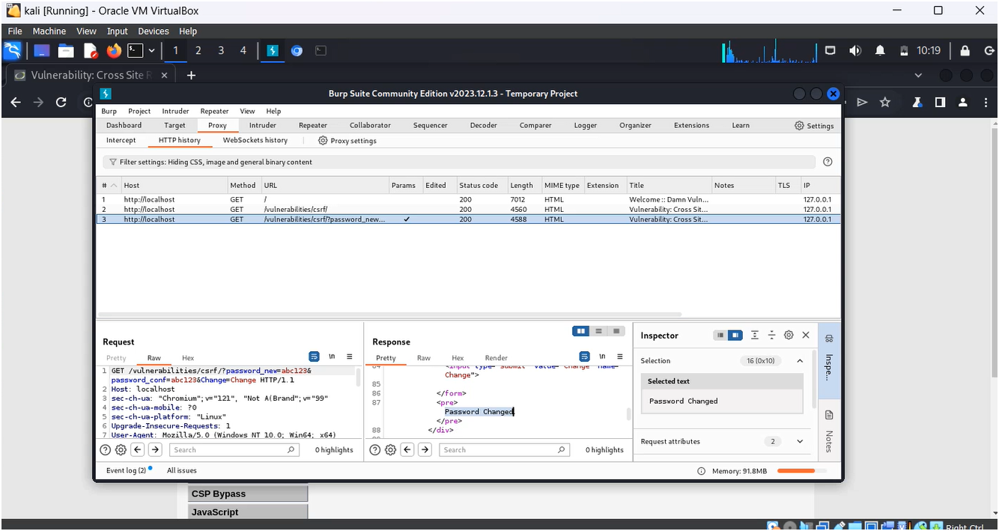 kali [Running] - Oracle VM VirtualBox
File Machine View Input Devices Help
1 2 3 4 10:19
Vulnerability: Cross Site R
Burp Suite Community Edition v2023.12.1.3 - Temporary Project
Burp Project Intruder Repeater View Help
Dashboard Target Proxy Intruder Repeater Collaborator Sequencer Decoder Comparer Logger Organizer Extensions Learn Settings
Intercept HTTP history WebSockets history Proxy settings
Filter settings: Hiding CSS, image and general binary content
# Host Method URL Params Edited Status code Length MIME type Extension Title Notes TLS IP
1 http://localhost GET / 200 7012 HTML Welcome :: Damn Vuln... 127.0.0.1
2 http://localhost GET /vulnerabilities/csrf/ 200 4560 HTML Vulnerability: Cross Sit... 127.0.0.1
3 http://localhost GET /vulnerabilities/csrf/?password_new... ✓ 200 4588 HTML Vulnerability: Cross Sit... 127.0.0.1
Request
Pretty Raw Hex \n
1 GET /vulnerabilities/csrf/?password_new=abc123&
password_conf=abc123&Change=Change HTTP/1.1
2 Host: localhost
3 sec-ch-ua: "Chromium";v="121", "Not A(Brand";v="99"
4 sec-ch-ua-mobile: ?0
5 sec-ch-ua-platform: "Linux"
6 Upgrade-Insecure-Requests: 1
7 User-Agent: Mozilla/5.0 (Windows NT 10.0; Win64; x64)
Search 0 highlights
Response
Pretty Raw Hex Render \n
<input type="submit" value="Change" name="
Change">
85
86 </form>
87 <pre>
Password Changed.
</pre>
88 </div>
Search 0 highlights
Inspector
Selection 16 (0x10)
Selected text
Password Changed
Request attributes 2
Inspe...
Notes
Event log (2) All issues Memory: 91.8MB
CSP Bypass
JavaScript
Right Ctrl